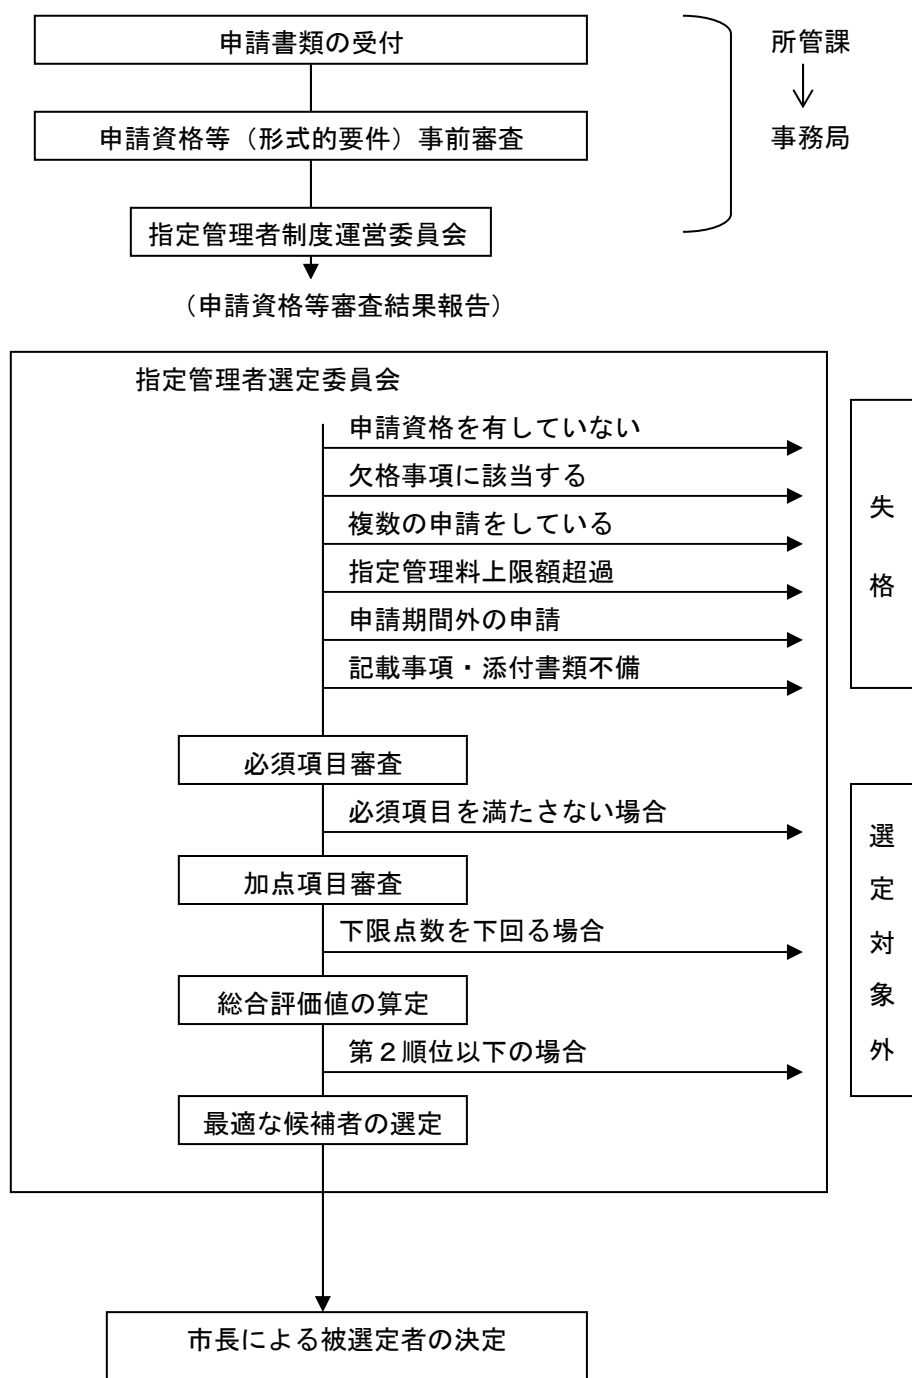 申請書類の受付
所管課
申請資格等（形式的要件）事前審査
事務局
指定管理者制度運営委員会
（申請資格等審査結果報告）
指定管理者選定委員会
申請資格を有していない
欠格事項に該当する
複数の申請をしている
指定管理料上限額超過
申請期間外の申請
記載事項・添付書類不備
失格
必須項目審査
必須項目を満たさない場合
加点項目審査
下限点数を下回る場合
総合評価値の算定
第２順位以下の場合
最適な候補者の選定
選定対象外
市長による被選定者の決定